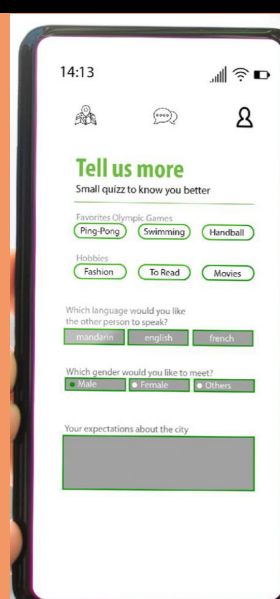 14:13
Tell us more
Small quizz to know you better
Favorites Olympic Games
Ping-Pong Swimming Handball
Hobbies
Fashion To Read Movies
Which language would you like
the other person to speak?
mandarin english french
Which gender would you like to meet?
Male Female Others
Your expectations about the city